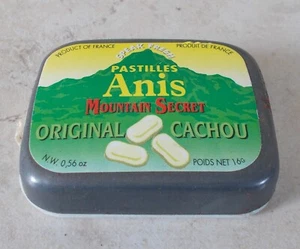 PRODUCT OF FRANCE PRODUIT DE FRANCE
PASTILLES
Anis
MOUNTAIN SECRET
ORIGINAL CACHOU
N.W. 0,56 oz POIDS NET 16G